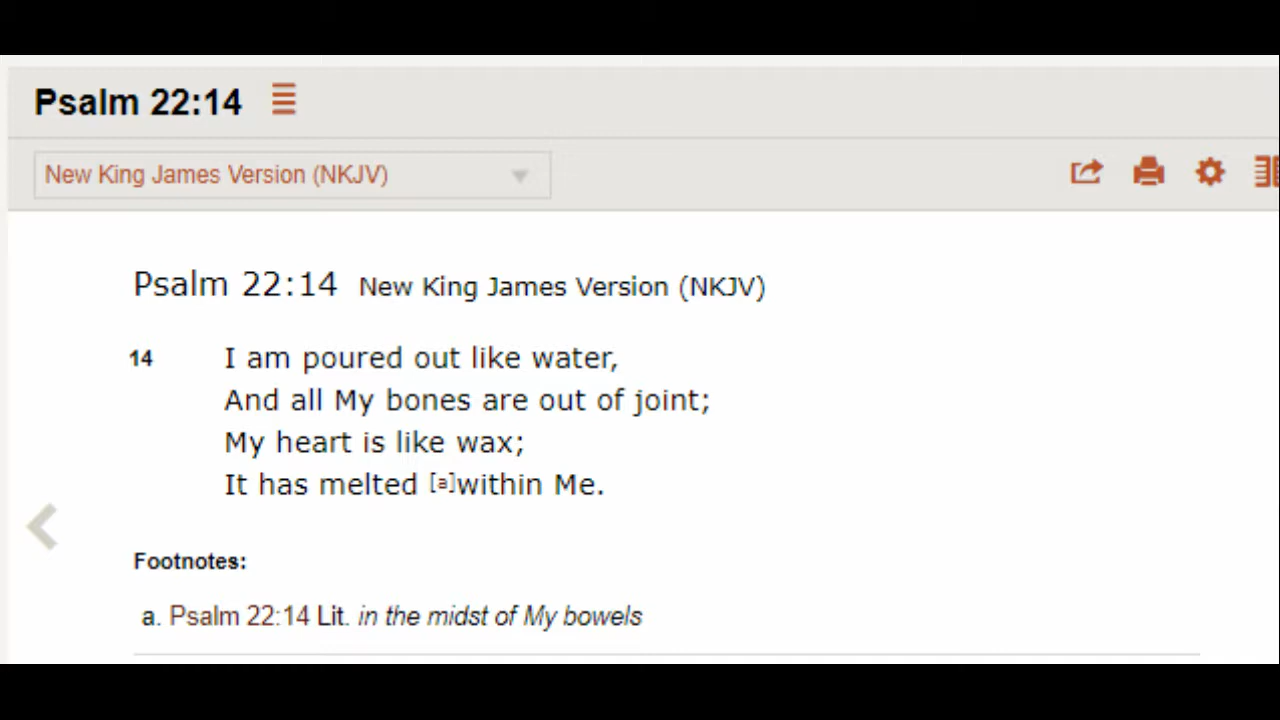 Psalm 22:14
New King James Version (NKJV)
Psalm 22:14 New King James Version (NKJV)
14 I am poured out like water,
And all My bones are out of joint;
My heart is like wax;
It has melted [a]within Me.
Footnotes:
a. Psalm 22:14 Lit. in the midst of My bowels